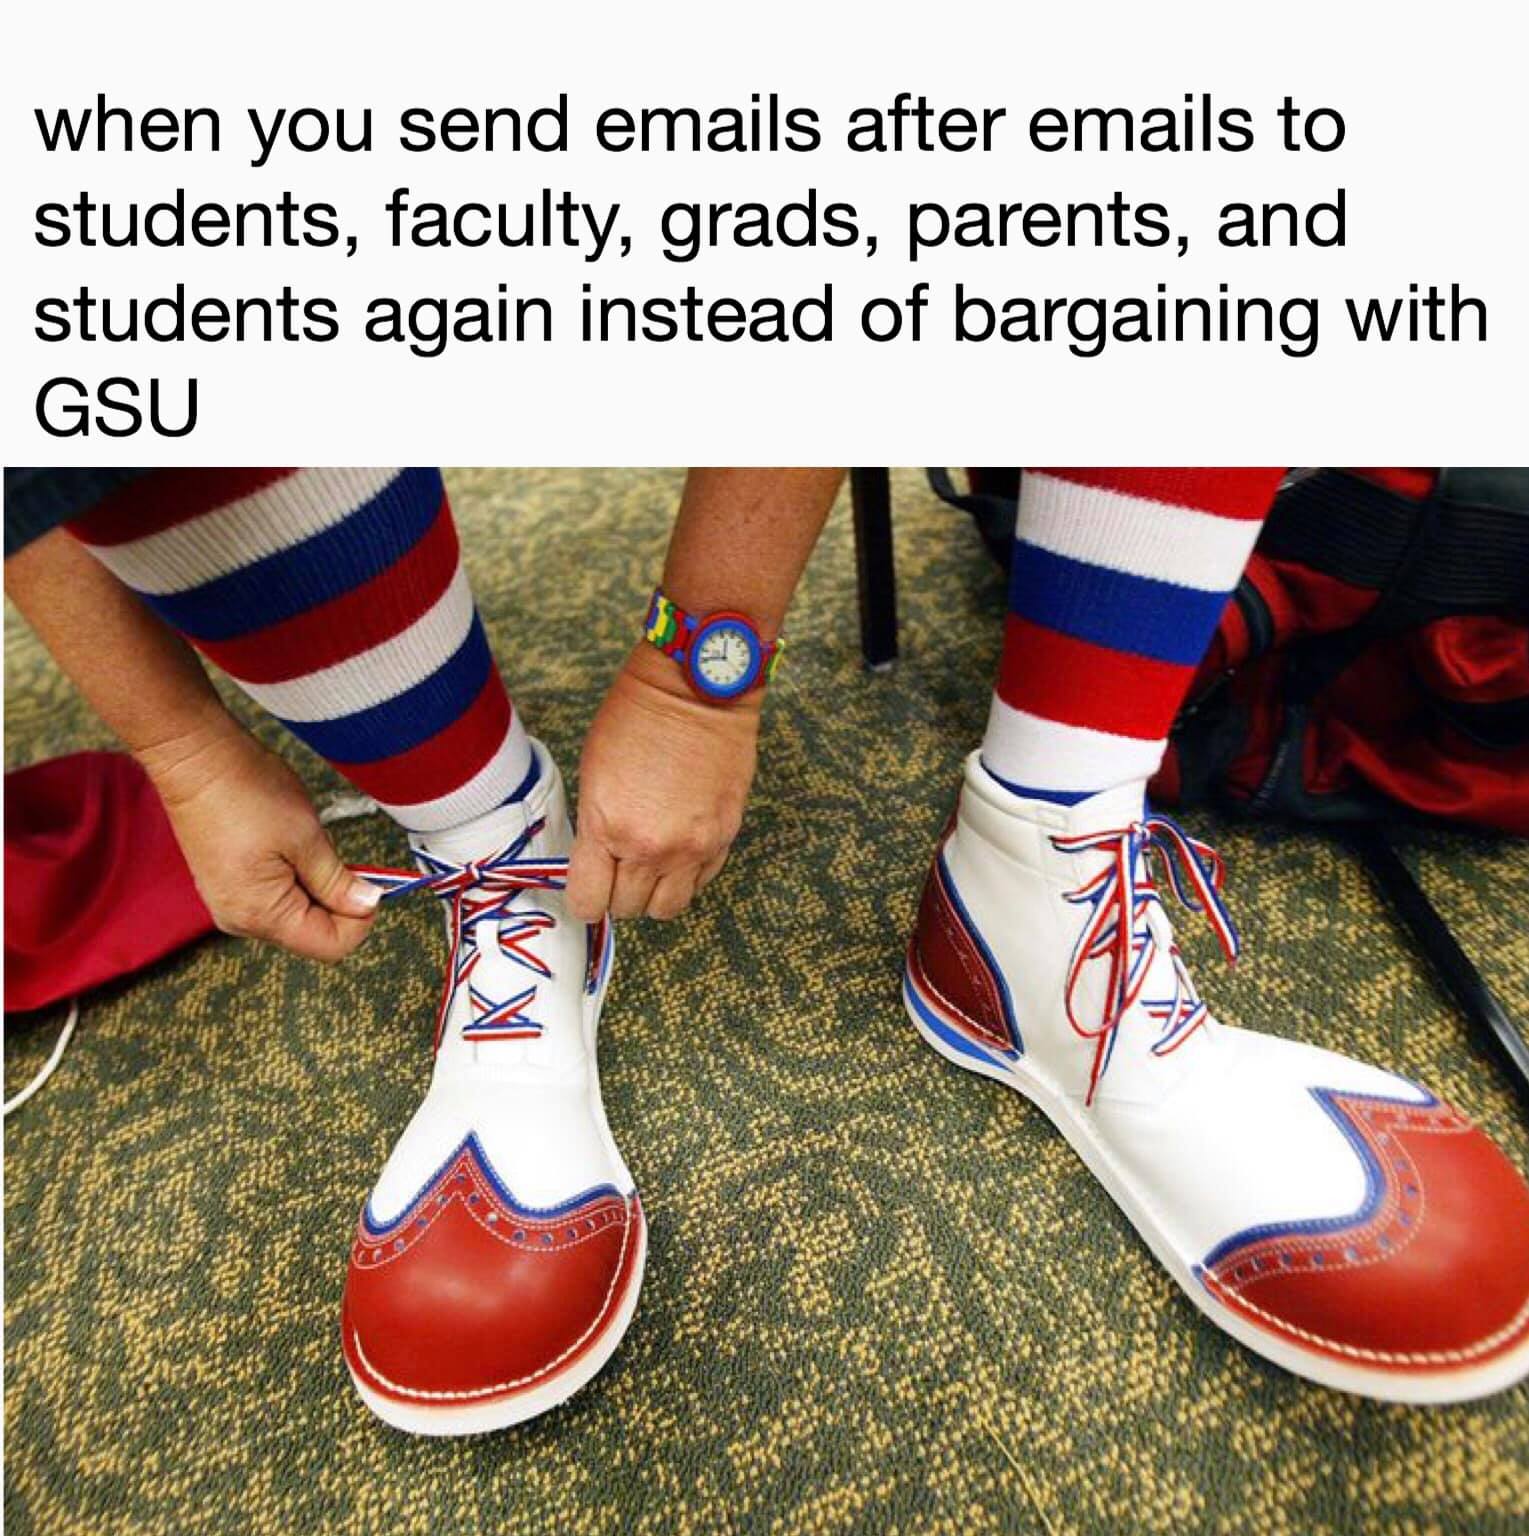 when you send emails after emails to
students, faculty, grads, parents, and
students again instead of bargaining with
GSU